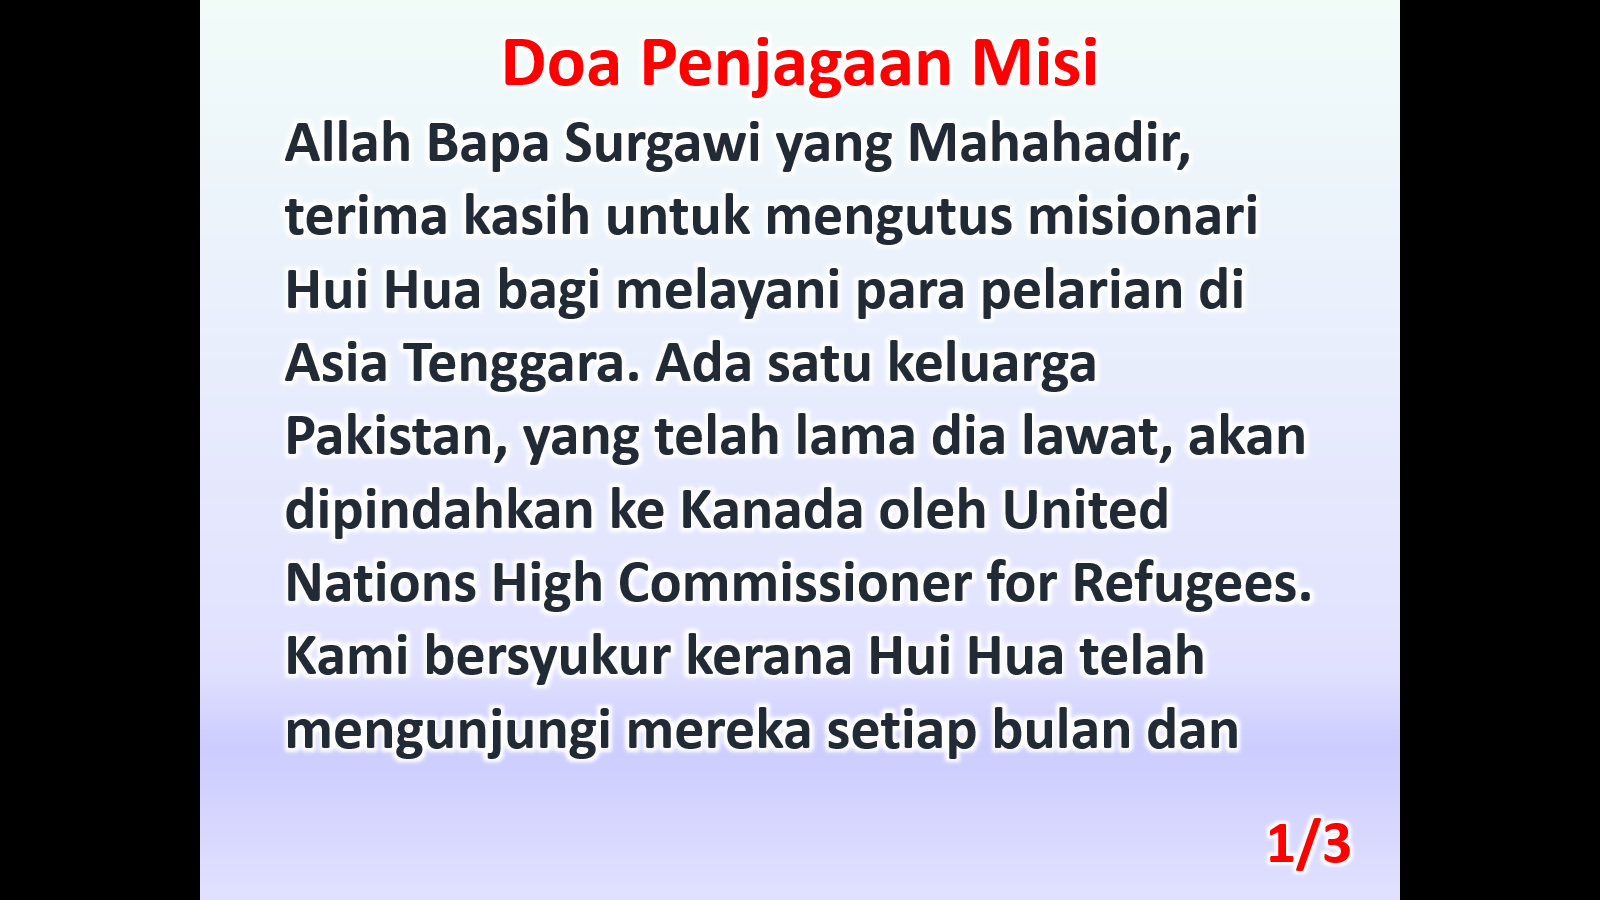 Doa Penjagaan Misi
Allah Bapa Surgawi yang Mahahadir,
terima kasih untuk mengutus misionari
Hui Hua bagi melayani para pelarian di
Asia Tenggara. Ada satu keluarga
Pakistan, yang telah lama dia lawat, akan
dipindahkan ke Kanada oleh United
Nations High Commissioner for Refugees.
Kami bersyukur kerana Hui Hua telah
mengunjungi mereka setiap bulan dan
1/3